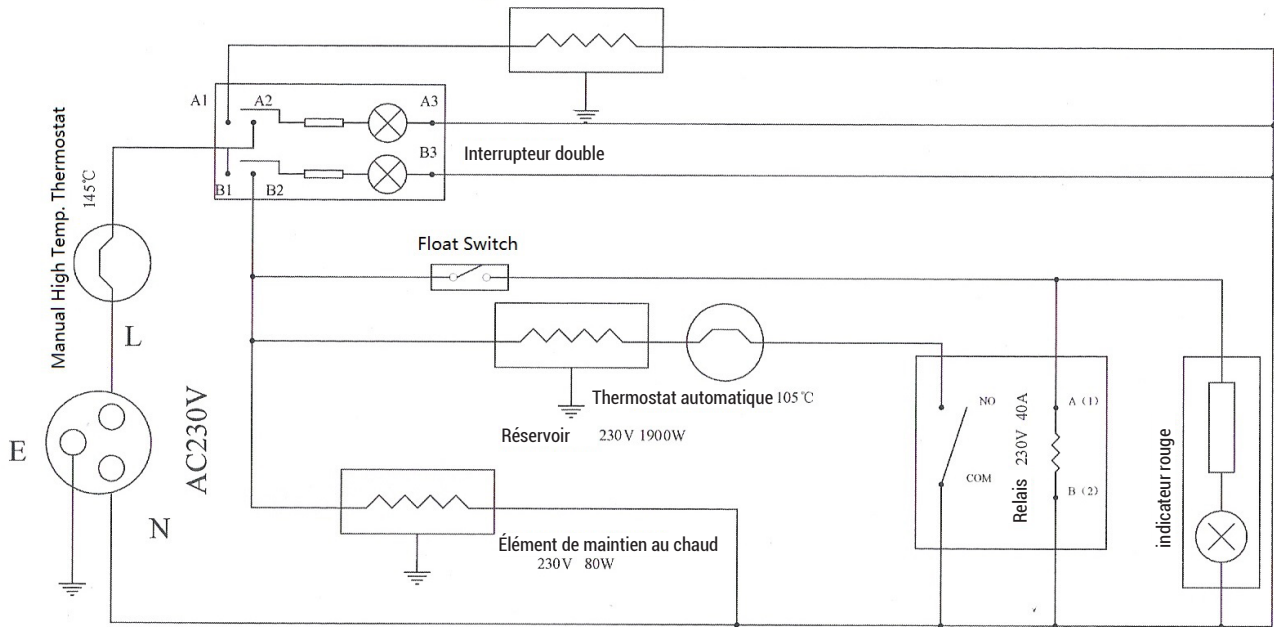 A1
A2
A3
Manual High Temp. Thermostat
145℃
B3
Interrupteur double
B1
B2
Float Switch
L
Thermostat automatique 105℃
NO
A (1)
Réservoir 230V 1900W
E
AC230V
COM
Relais 230V 40A
B (2)
indicateur rouge
N
Élément de maintien au chaud
230V 80W